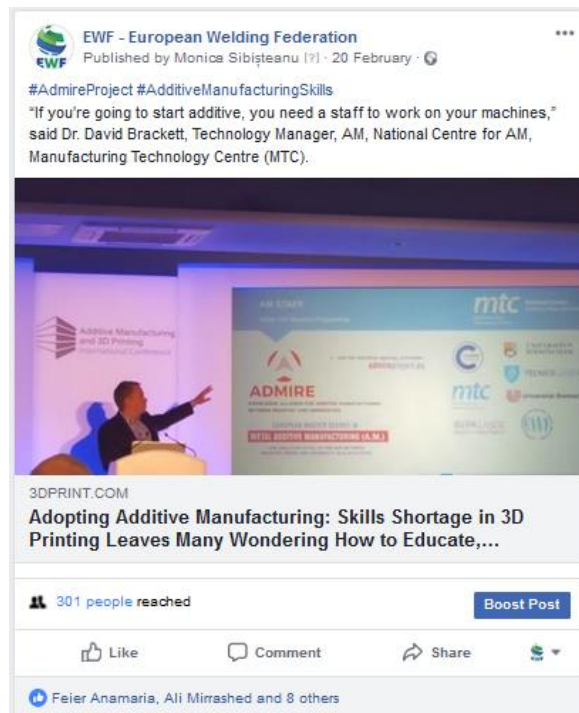 EWF - European Welding Federation
EWF
Published by Monica Sibișteanu [?] · 20 February ·
#AdmireProject #AdditiveManufacturingSkills
“If you're going to start additive, you need a staff to work on your machines,”
said Dr. David Brackett, Technology Manager, AM, National Centre for AM,
Manufacturing Technology Centre (MTC).
AM STAFF
mtc
Additive Manufacturing
and 3D Printing
International Conference
ADMIRE
mtc
METAL ADDITIVE MANUFACTURING (A.M.)
3DPRINT.COM
Adopting Additive Manufacturing: Skills Shortage in 3D
Printing Leaves Many Wondering How to Educate,...
301 people reached
Boost Post
Like
Comment
Share
Feier Anamaria, Ali Mirrashed and 8 others